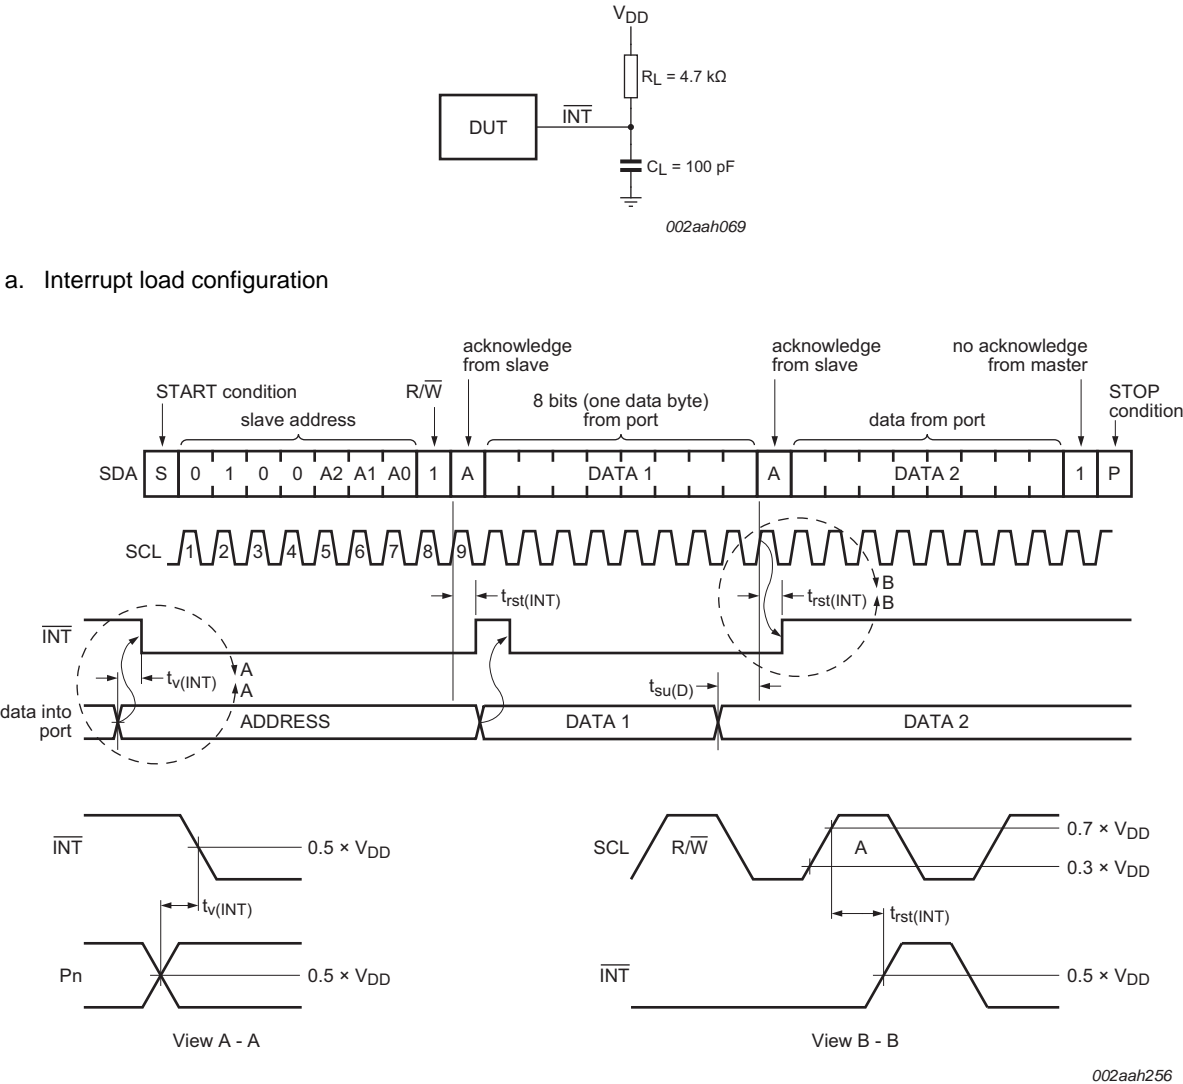 VDD
RL = 4.7 kΩ
DUT
INT
CL = 100 pF
002aah069
a. Interrupt load configuration
acknowledge
from slave
acknowledge
from slave
no acknowledge
from master
START condition
R/W
8 bits (one data byte)
from port
STOP
condition
slave address
data from port
SDA S 0 1 0 0 A2 A1 A0 1 A DATA 1 A DATA 2 1 P
SCL 1 2 3 4 5 6 7 8 9
trst(INT)
trst(INT)
B
B
INT
tv(INT)
A
A
tsu(D)
data into
port
ADDRESS
DATA 1
DATA 2
INT
0.5 × VDD
tv(INT)
Pn
0.5 × VDD
View A - A
SCL
R/W
A
0.7 × VDD
0.3 × VDD
trst(INT)
INT
0.5 × VDD
View B - B
002aah256